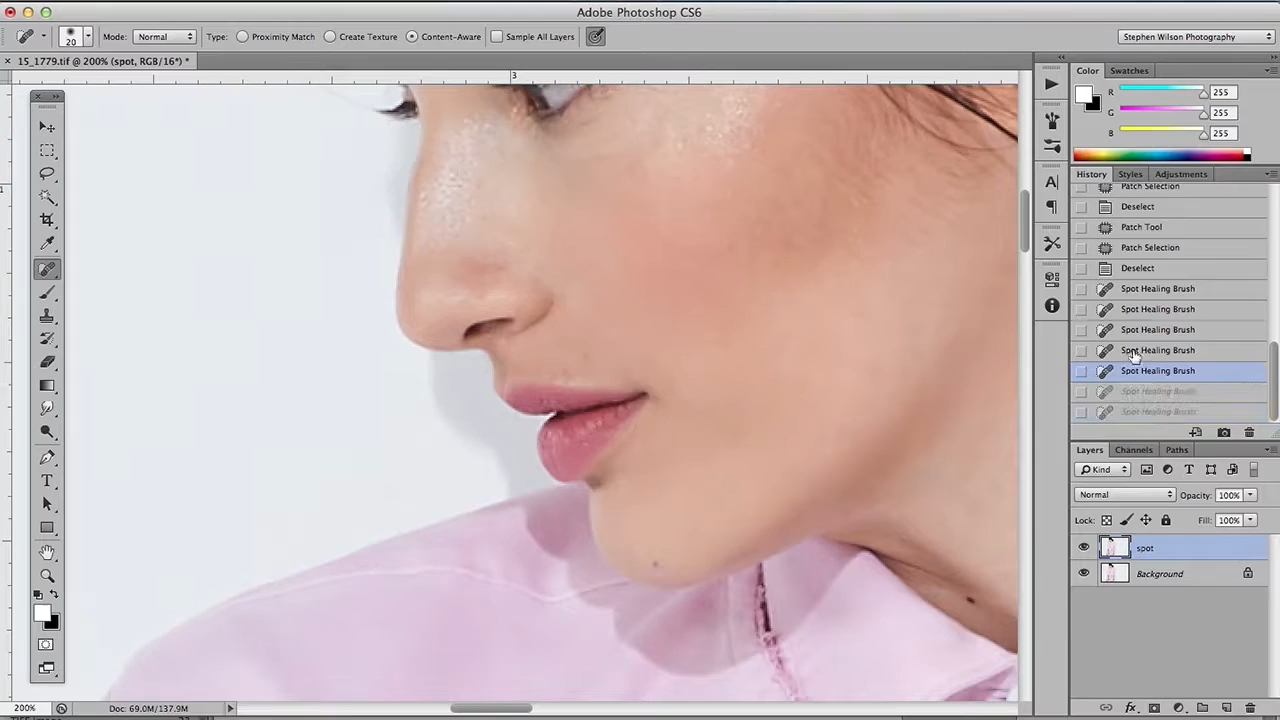 Adobe Photoshop CS6
20 Mode: Normal Type: Proximity Match Create Texture Content-Aware Sample All Layers Stephen Wilson Photography
15_1779.tif @ 200% (spot, RGB/16*) *
3
1
Color Swatches
R 255
G 255
B 255
History Styles Adjustments
Patch Selection
Deselect
Patch Tool
Patch Selection
Deselect
Spot Healing Brush
Spot Healing Brush
Spot Healing Brush
Spot Healing Brush
Spot Healing Brush
Spot Healing Brush
Spot Healing Brush
Layers Channels Paths
Kind
Normal Opacity: 100%
Lock: Fill: 100%
spot
Background
200% Doc: 69.0M/137.9M